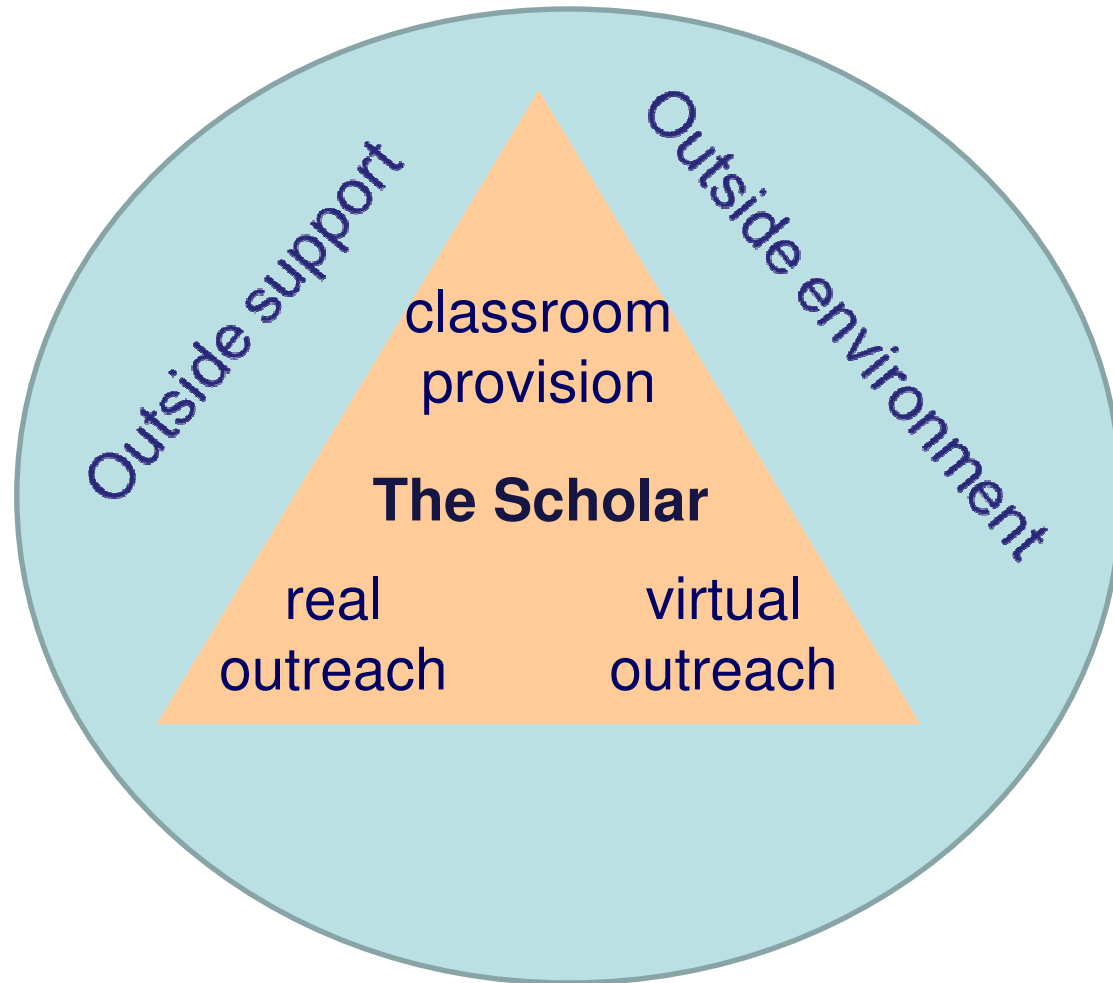 Outside support
Outside environment
classroom
provision
The Scholar
real
outreach
virtual
outreach